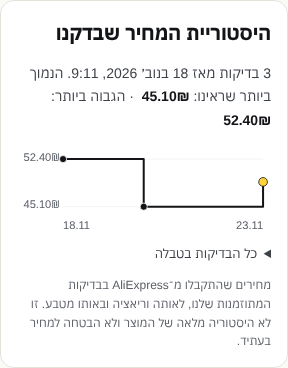 היסטוריית המחיר שבדקנו
3 בדיקות מאז 18 בנוב׳ 2026, 9:11. הנמוך
ביותר שראינו: ₪45.10 · הגבוה ביותר:
₪52.40
₪52.40
₪45.10
18.11
23.11
◀ כל הבדיקות בטבלה
מחירים שהתקבלו מ־AliExpress בבדיקות
המתוזמנות שלנו, לאותה וריאציה ובאותו מטבע. זו
לא היסטוריה מלאה של המוצר ולא הבטחה למחיר
בעתיד.